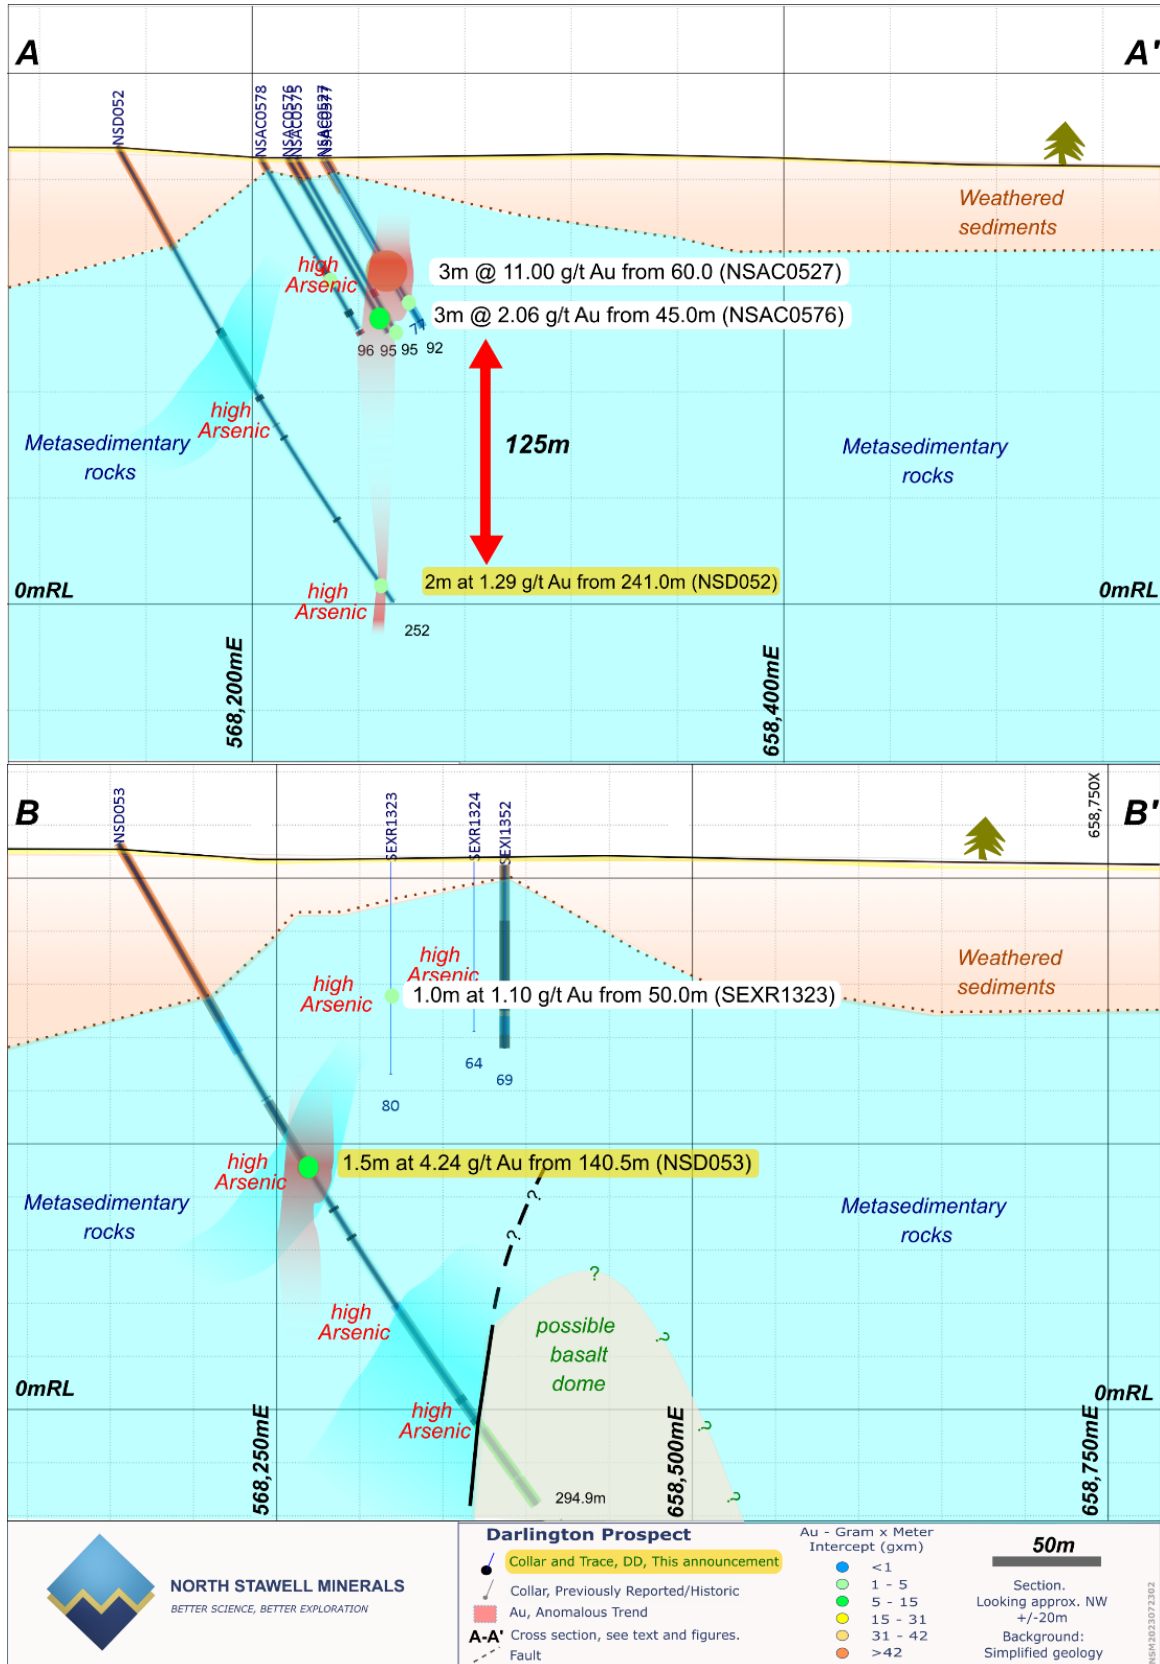 A
A'
NSD052
NSAC0578
NSAC0576
NSAC0575
NSAC0527
NSAC0577
Weathered
sediments
high
Arsenic
3m @ 11.00 g/t Au from 60.0 (NSAC0527)
3m @ 2.06 g/t Au from 45.0m (NSAC0576)
77
96
95
95
92
high
Arsenic
125m
Metasedimentary
rocks
Metasedimentary
rocks
0mRL
high
Arsenic
2m at 1.29 g/t Au from 241.0m (NSD052)
0mRL
252
568,200mE
658,400mE
B
B'
NSD053
SEXR1323
SEXR1324
SEXI1352
658,750X
high
Arsenic
high
Arsenic
Weathered
sediments
1.0m at 1.10 g/t Au from 50.0m (SEXR1323)
64
69
80
high
Arsenic
1.5m at 4.24 g/t Au from 140.5m (NSD053)
Metasedimentary
rocks
Metasedimentary
rocks
?
?
?
high
Arsenic
possible
basalt
dome
?
0mRL
0mRL
high
Arsenic
?
?
294.9m
568,250mE
658,500mE
658,750mE
NORTH STAWELL MINERALS
BETTER SCIENCE, BETTER EXPLORATION
Darlington Prospect
Collar and Trace, DD, This announcement
Collar, Previously Reported/Historic
Au, Anomalous Trend
A-A' Cross section, see text and figures.
Fault
Au - Gram x Meter
Intercept (gxm)
<1
1 - 5
5 - 15
15 - 31
31 - 42
>42
50m
Section.
Looking approx. NW
+/-20m
Background:
Simplified geology
NSM2023072302